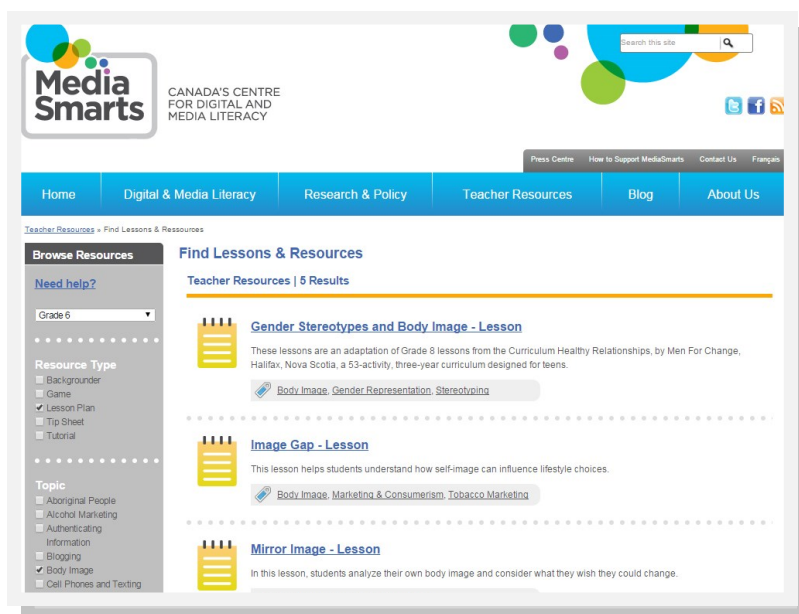 Media
Smarts
CANADA'S CENTRE
FOR DIGITAL AND
MEDIA LITERACY
Search this site
Press Centre How to Support MediaSmarts Contact Us Français
Home Digital & Media Literacy Research & Policy Teacher Resources Blog About Us
Teacher Resources » Find Lessons & Ressources
Browse Resources
Need help?
Grade 6
Resource Type
Backgrounder
Game
Lesson Plan
Tip Sheet
Tutorial
Topic
Aboriginal People
Alcohol Marketing
Authenticating
Information
Blogging
Body Image
Cell Phones and Texting
Find Lessons & Resources
Teacher Resources | 5 Results
Gender Stereotypes and Body Image - Lesson
These lessons are an adaptation of Grade 8 lessons from the Curriculum Healthy Relationships, by Men For Change,
Halifax, Nova Scotia, a 53-activity, three-year curriculum designed for teens.
Body Image, Gender Representation, Stereotyping
Image Gap - Lesson
This lesson helps students understand how self-image can influence lifestyle choices.
Body Image, Marketing & Consumerism, Tobacco Marketing
Mirror Image - Lesson
In this lesson, students analyze their own body image and consider what they wish they could change.